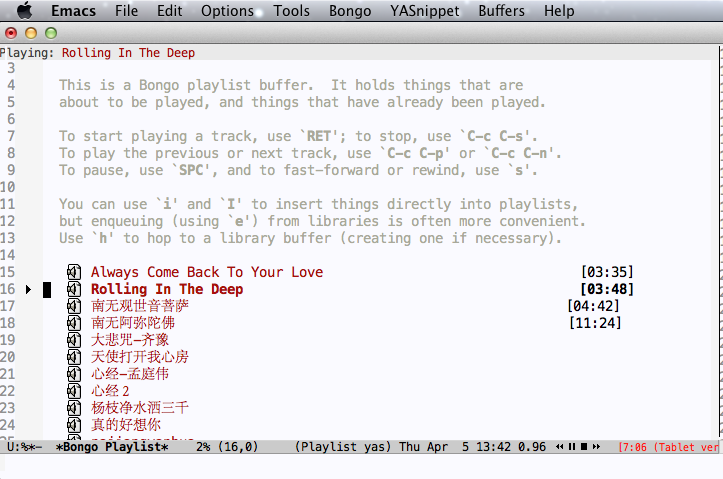 Emacs File Edit Options Tools Bongo YASnippet Buffers Help
Playing: Rolling In The Deep
3
4 This is a Bongo playlist buffer. It holds things that are
5 about to be played, and things that have already been played.
6
7 To start playing a track, use `RET'; to stop, use `C-c C-s'.
8 To play the previous or next track, use `C-c C-p' or `C-c C-n'.
9 To pause, use `SPC', and to fast-forward or rewind, use `s'.
10
11 You can use `i' and `I' to insert things directly into playlists,
12 but enqueuing (using `e') from libraries is often more convenient.
13 Use `h' to hop to a library buffer (creating one if necessary).
14
15 Always Come Back To Your Love [03:35]
16 Rolling In The Deep [03:48]
17 南无观世音菩萨 [04:42]
18 南无阿弥陀佛 [11:24]
19 大悲咒-齐豫
20 天使打开我心房
21 心经-孟庭伟
22 心经 2
23 杨枝净水洒三千
24 真的好想你
U:%*- *Bongo Playlist* 2% (16,0) (Playlist yas) Thu Apr 5 13:42 0.96 [7:06 (Tablet ver